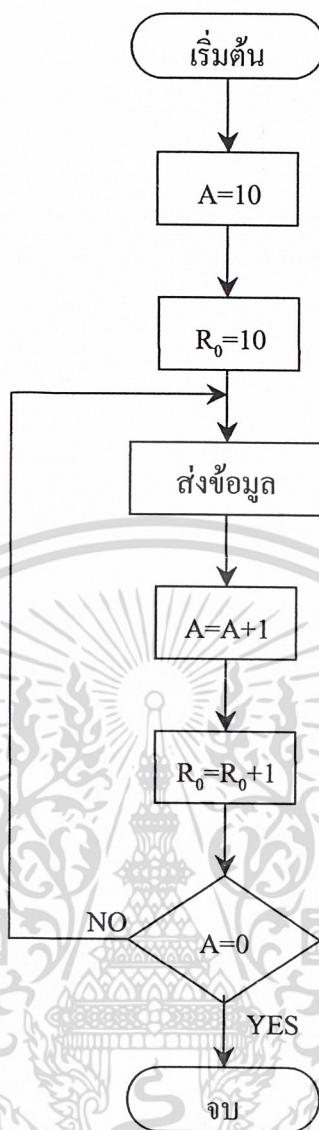 เริ่มต้น
A=10
R₀=10
ส่งข้อมูล
A=A+1
R₀=R₀+1
NO
A=0
YES
จบ